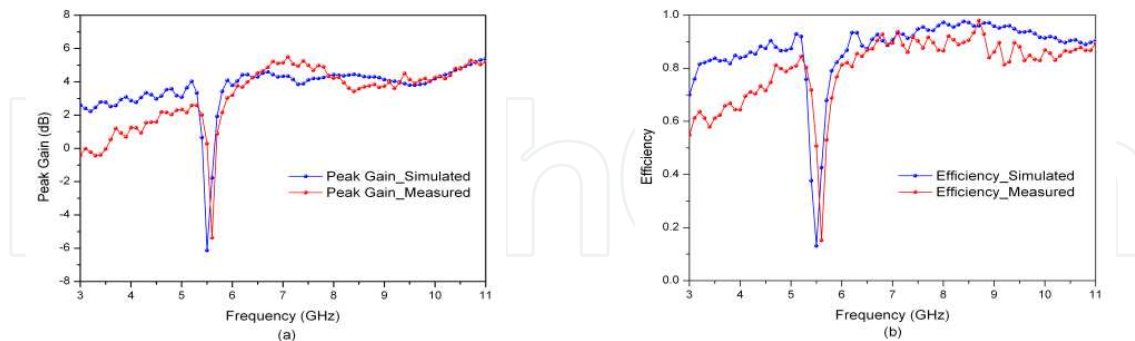 8
6
4
2
0
-2
-4
-6
-8
Peak Gain (dB)
Peak Gain_Simulated
Peak Gain_Measured
3 4 5 6 7 8 9 10 11
Frequency (GHz)
(a)
1.0
0.8
0.6
0.4
0.2
0.0
Efficiency
Efficiency_Simulated
Efficiency_Measured
3 4 5 6 7 8 9 10 11
Frequency (GHz)
(b)